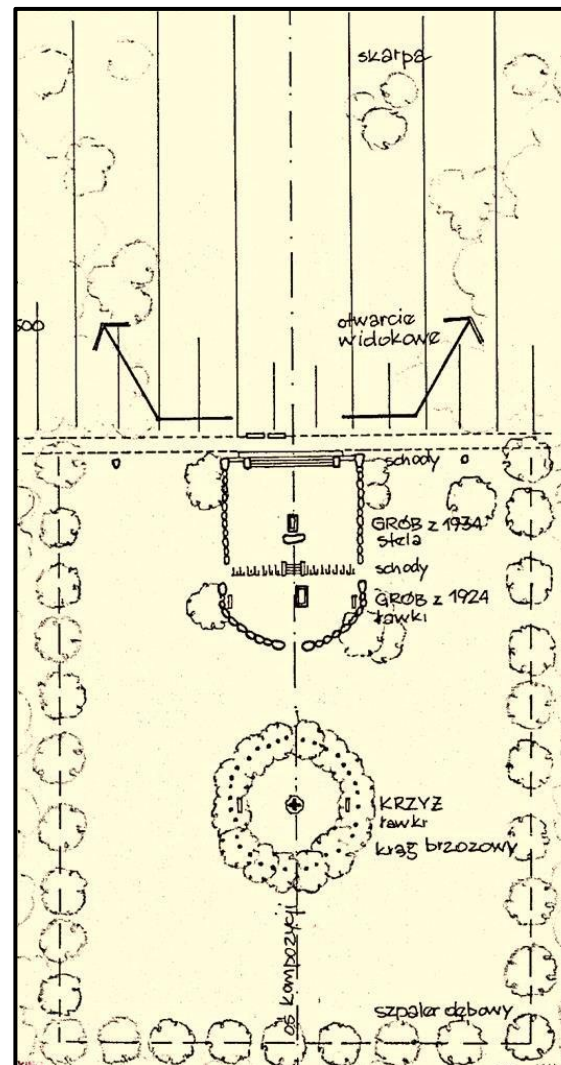 skarpa
500
otwarcie
widokowe
schody
GRÓB z 1934
stela
schody
GRÓB z 1924
ławki
KRZYŻ
ławki
krąg brzozowy
oś kompozycji
szpaler dębowy